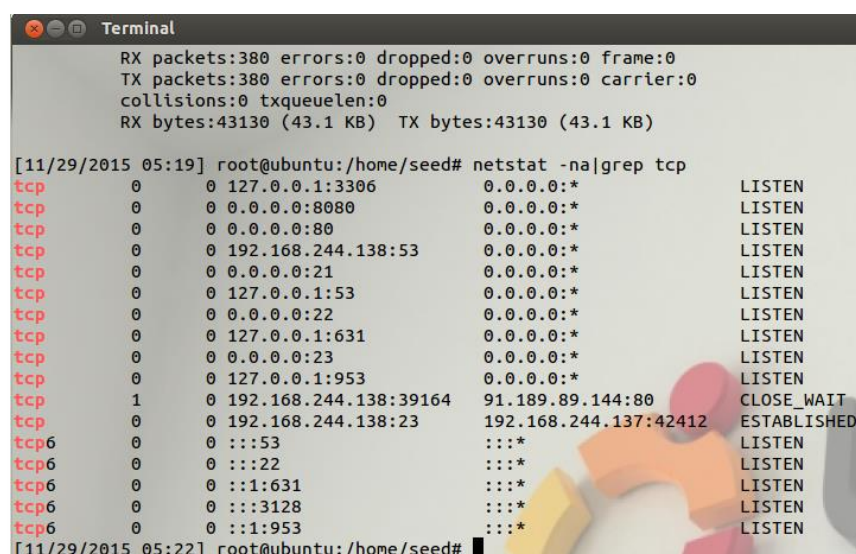 Terminal
RX packets:380 errors:0 dropped:0 overruns:0 frame:0
TX packets:380 errors:0 dropped:0 overruns:0 carrier:0
collisions:0 txqueuelen:0
RX bytes:43130 (43.1 KB)  TX bytes:43130 (43.1 KB)
[11/29/2015 05:19] root@ubuntu:/home/seed# netstat -na|grep tcp
tcp 0 0 127.0.0.1:3306 0.0.0.0:* LISTEN
tcp 0 0 0.0.0.0:8080 0.0.0.0:* LISTEN
tcp 0 0 0.0.0.0:80 0.0.0.0:* LISTEN
tcp 0 0 192.168.244.138:53 0.0.0.0:* LISTEN
tcp 0 0 0.0.0.0:21 0.0.0.0:* LISTEN
tcp 0 0 127.0.0.1:53 0.0.0.0:* LISTEN
tcp 0 0 0.0.0.0:22 0.0.0.0:* LISTEN
tcp 0 0 127.0.0.1:631 0.0.0.0:* LISTEN
tcp 0 0 0.0.0.0:23 0.0.0.0:* LISTEN
tcp 0 0 127.0.0.1:953 0.0.0.0:* LISTEN
tcp 1 0 192.168.244.138:39164 91.189.89.144:80 CLOSE_WAIT
tcp 0 0 192.168.244.138:23 192.168.244.137:42412 ESTABLISHED
tcp6 0 0 :::53 :::* LISTEN
tcp6 0 0 :::22 :::* LISTEN
tcp6 0 0 ::1:631 :::* LISTEN
tcp6 0 0 :::3128 :::* LISTEN
tcp6 0 0 ::1:953 :::* LISTEN
[11/29/2015 05:22] root@ubuntu:/home/seed#